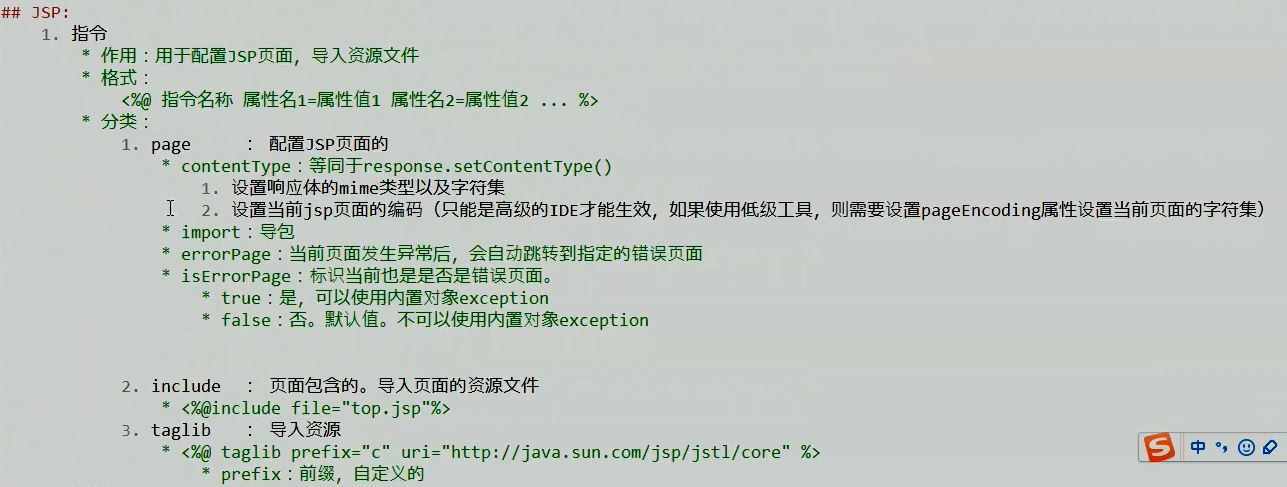 ## JSP:
1. 指令
* 作用：用于配置JSP页面，导入资源文件
* 格式：
<%@ 指令名称 属性名1=属性值1 属性名2=属性值2 ... %>
* 分类：
1. page : 配置JSP页面的
* contentType：等同于response.setContentType()
1. 设置响应体的mime类型以及字符集
2. 设置当前jsp页面的编码（只能是高级的IDE才能生效，如果使用低级工具，则需要设置pageEncoding属性设置当前页面的字符集）
* import：导包
* errorPage：当前页面发生异常后，会自动跳转到指定的错误页面
* isErrorPage：标识当前也是是否是错误页面。
* true：是，可以使用内置对象exception
* false：否。默认值。不可以使用内置对象exception
2. include : 页面包含的。导入页面的资源文件
* <%@include file="top.jsp"%>
3. taglib : 导入资源
* <%@ taglib prefix="c" uri="http://java.sun.com/jsp/jstl/core" %>
* prefix：前缀，自定义的
S 中